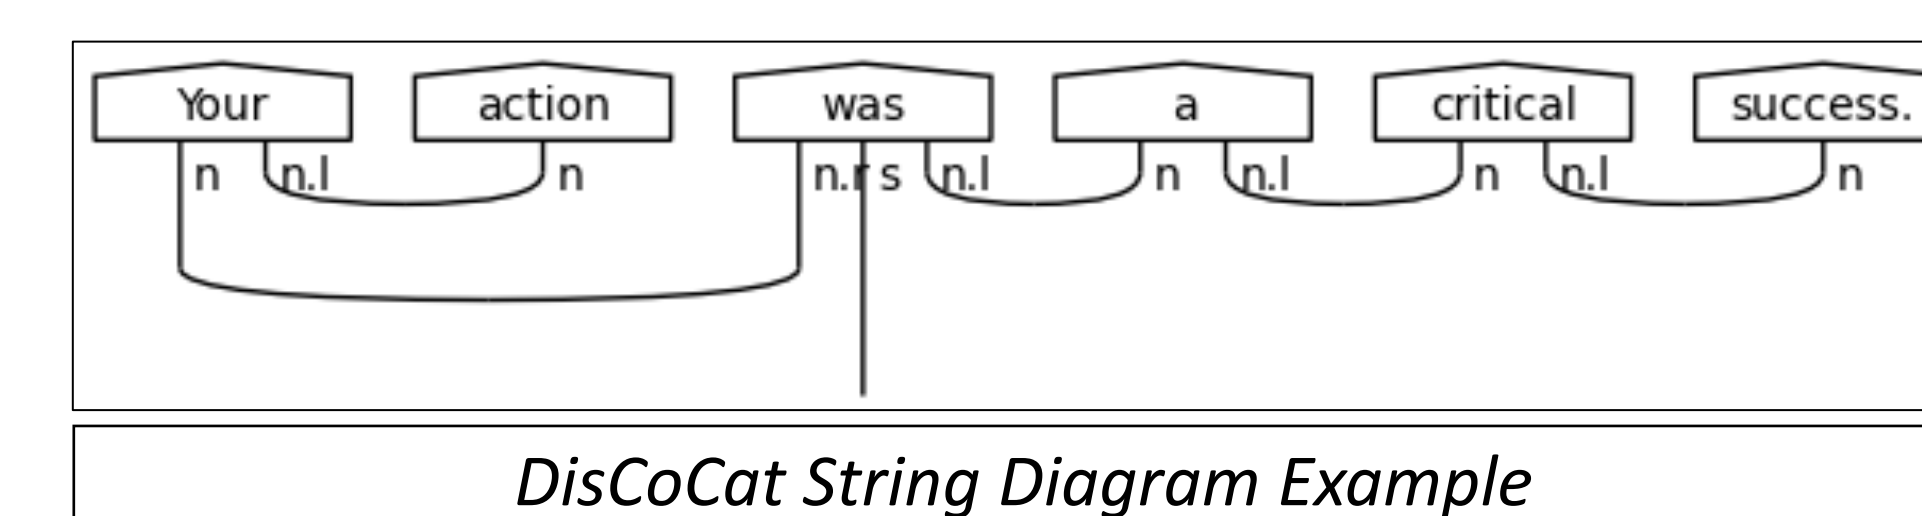 Your action was a critical success.
n n.l n n.r s n.l n n.l n n.l n
DisCoCat String Diagram Example